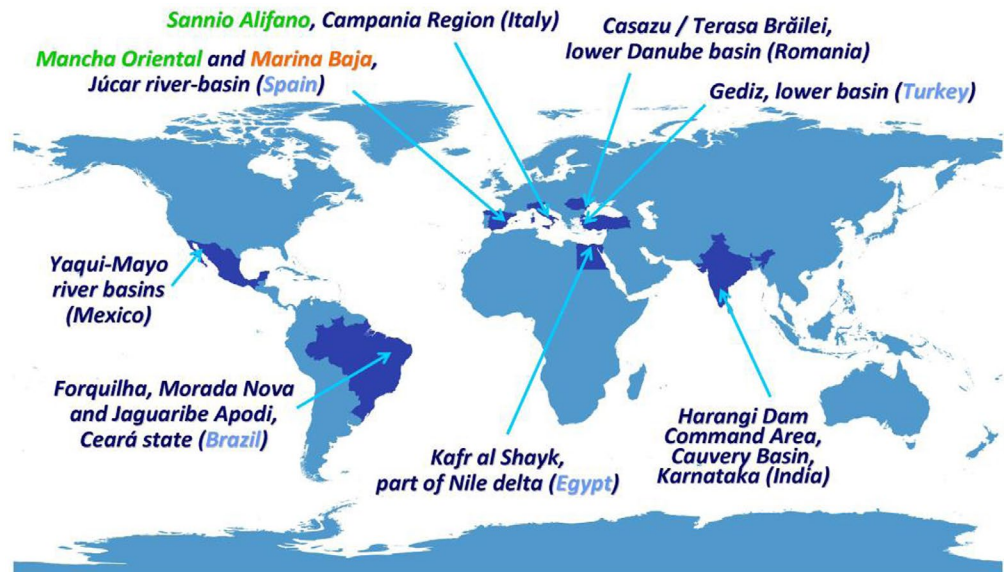 Sannio Alifano, Campania Region (Italy)
Mancha Oriental and Marina Baja,
Júcar river-basin (Spain)
Casazu / Terasa Brăilei,
lower Danube basin (Romania)
Gediz, lower basin (Turkey)
Yaqui-Mayo
river basins
(Mexico)
Forquilha, Morada Nova
and Jaguaribe Apodi,
Ceará state (Brazil)
Kafr al Shayk,
part of Nile delta (Egypt)
Harangi Dam
Command Area,
Cauvery Basin,
Karnataka (India)